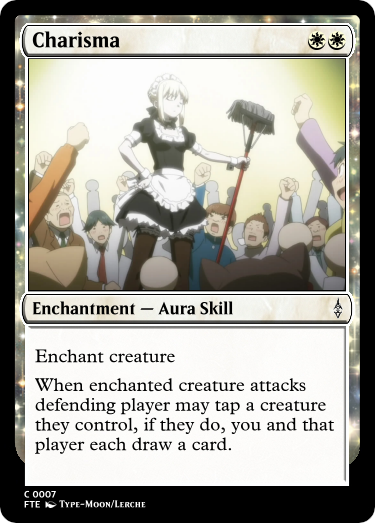 Charisma
Enchantment — Aura Skill
Enchant creature
When enchanted creature attacks
defending player may tap a creature
they control, if they do, you and that
player each draw a card.
C 0007
FTE Type-Moon/Lerche